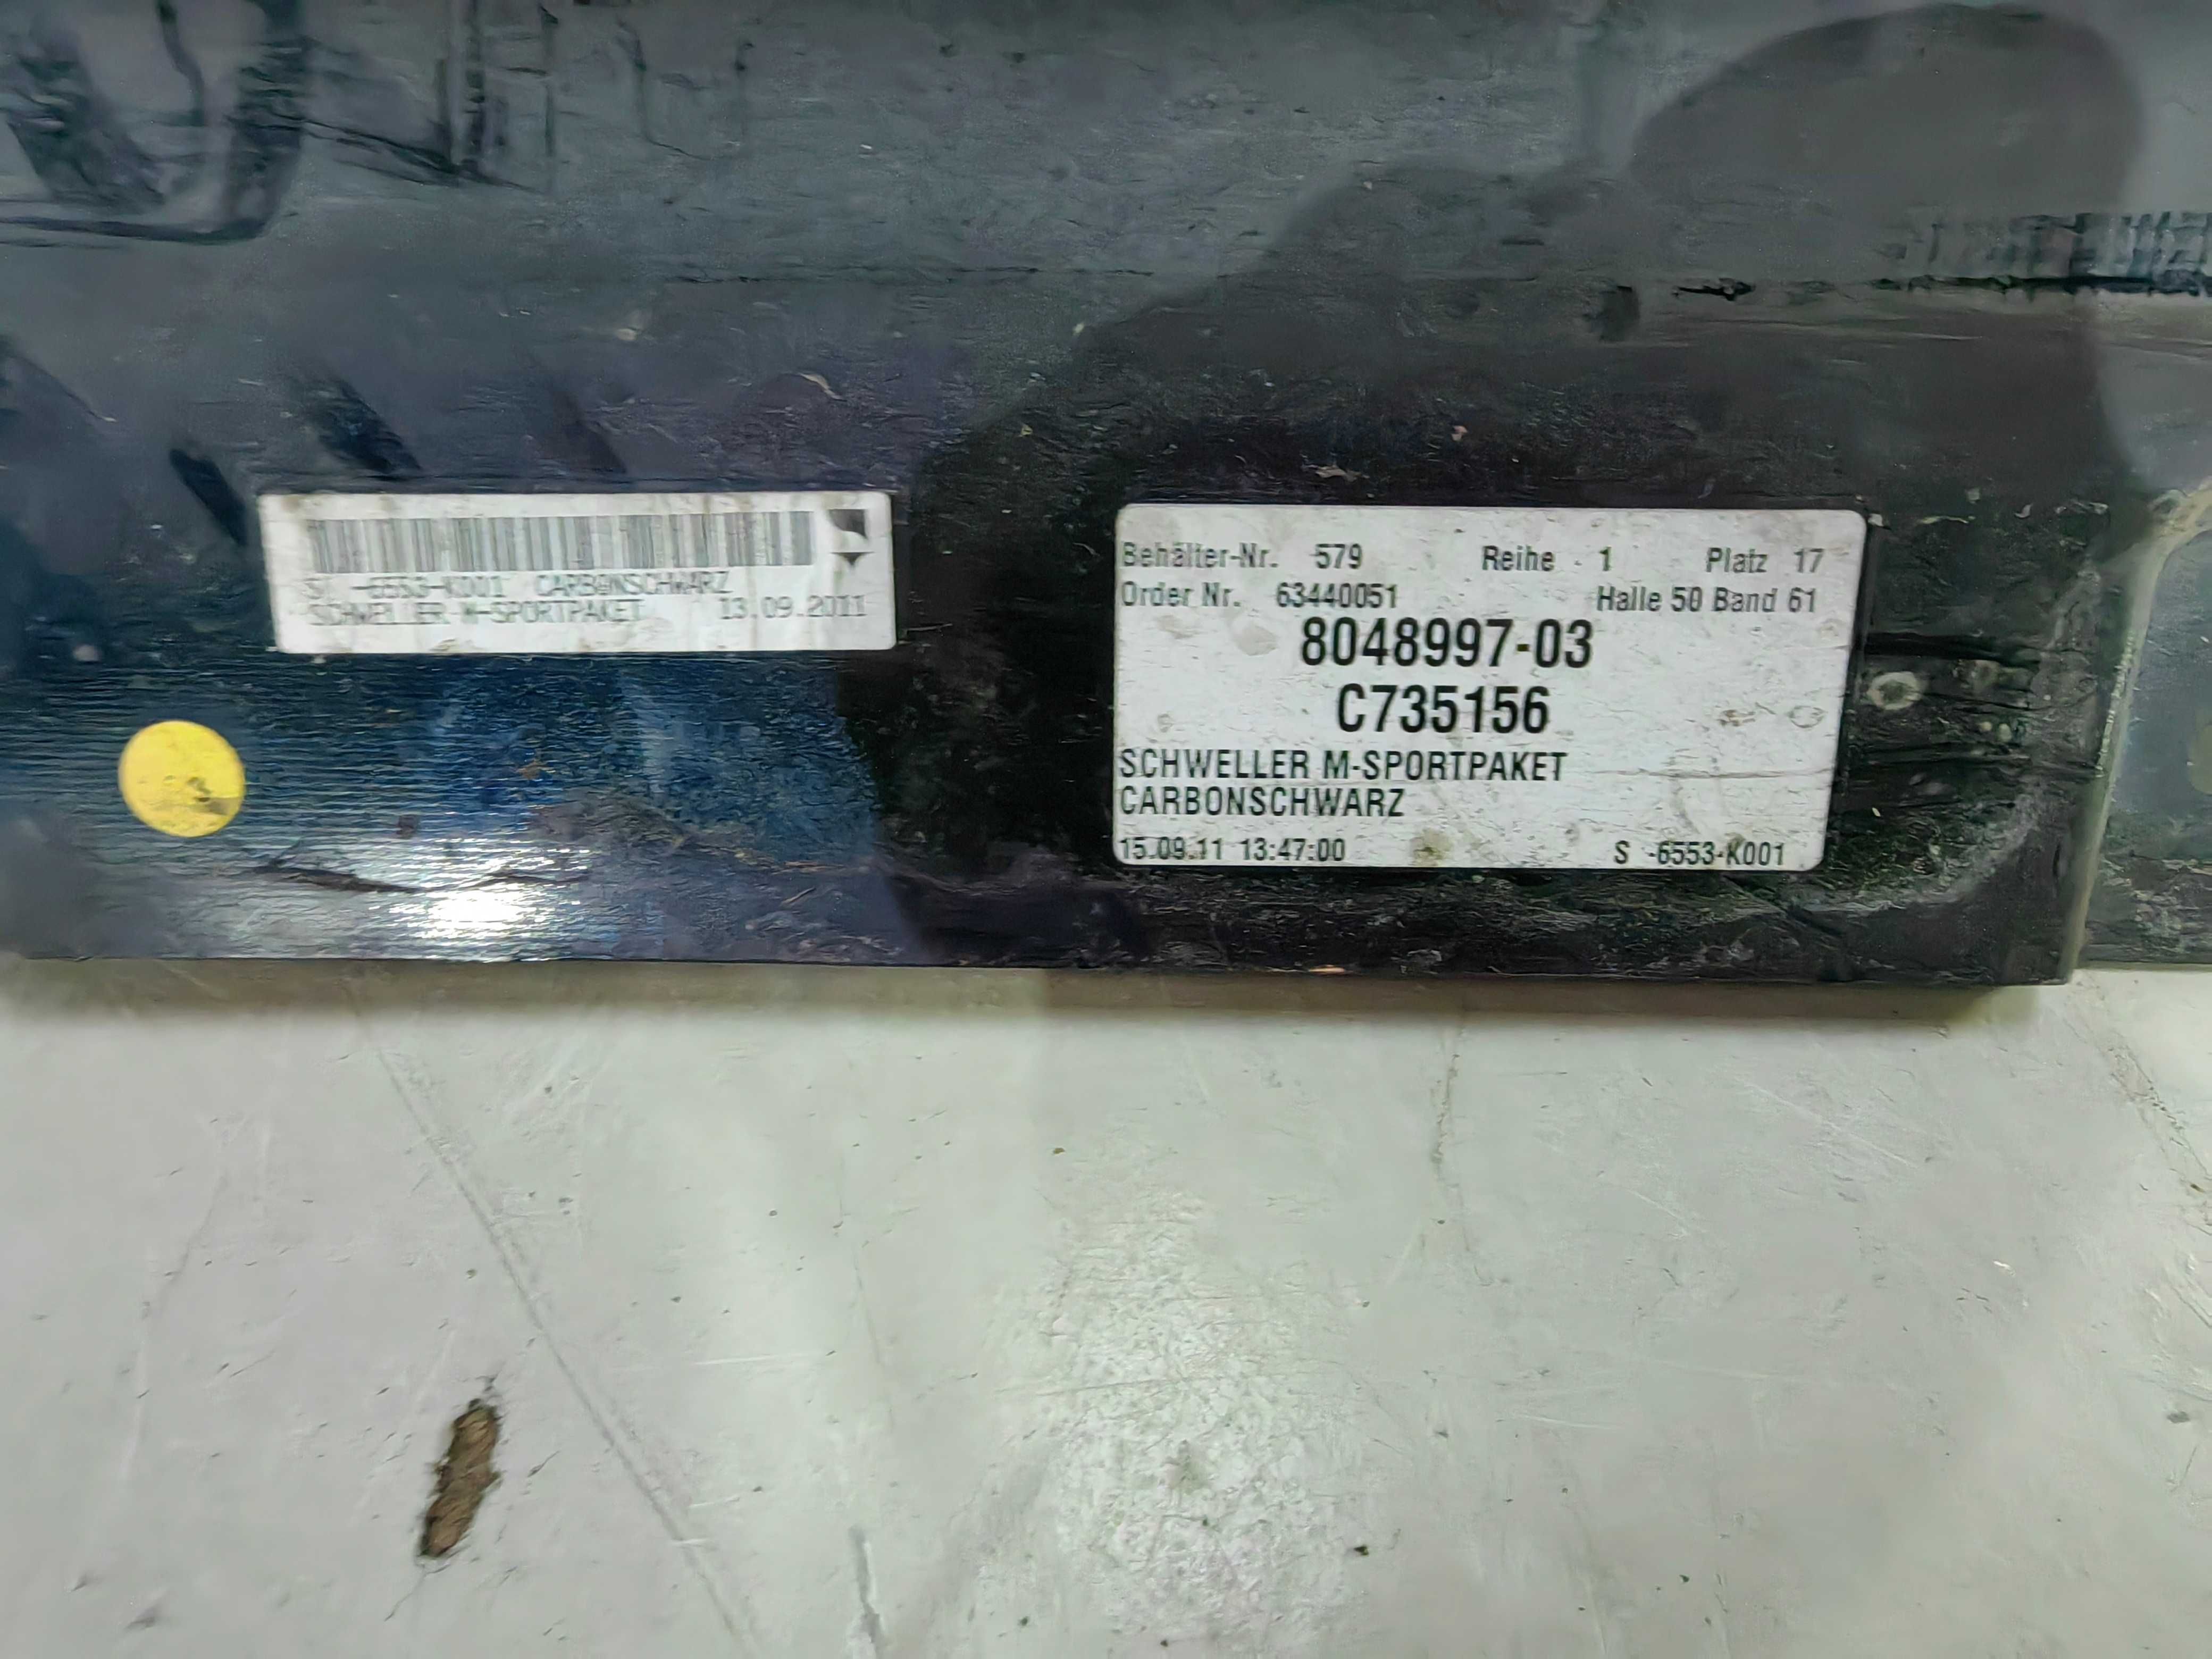 S -6553-K001 CARBONSCHWARZ
SCHWELLER M-SPORTPAKET 13.09.2011
Behälter-Nr. 579 Reihe 1 Platz 17
Order Nr. 63440051 Halle 50 Band 61
8048997-03
C735156
SCHWELLER M-SPORTPAKET
CARBONSCHWARZ
15.09.11 13:47:00 S -6553-K001